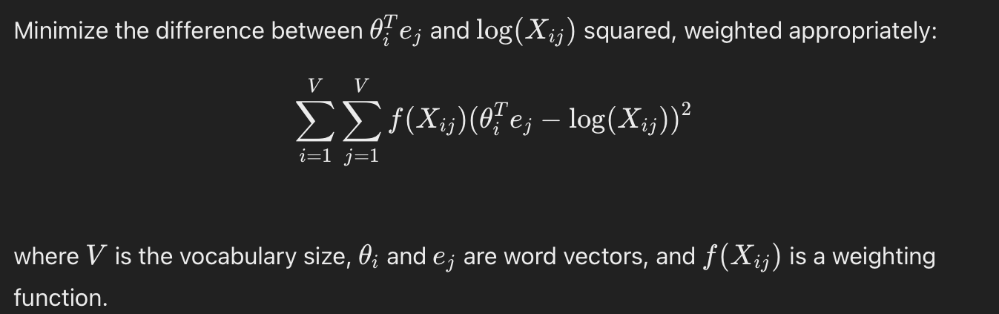 Minimize the difference between $\theta_i^T e_j$ and $\log(X_{ij})$ squared, weighted appropriately:
$$\sum_{i=1}^{V} \sum_{j=1}^{V} f(X_{ij})(\theta_i^T e_j - \log(X_{ij}))^2$$
where $V$ is the vocabulary size, $\theta_i$ and $e_j$ are word vectors, and $f(X_{ij})$ is a weighting
function.